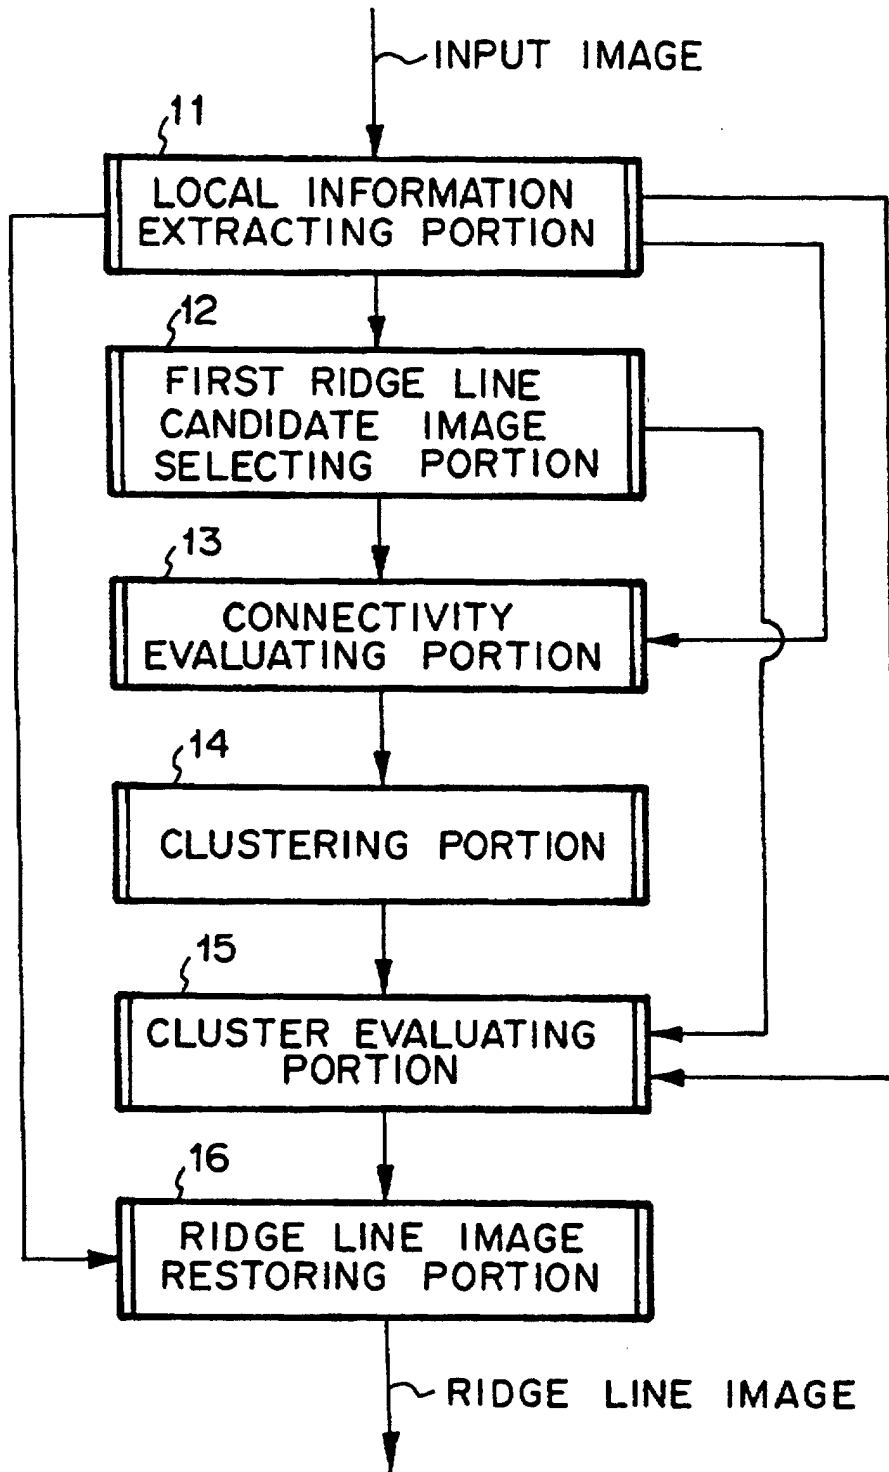 INPUT IMAGE
11
LOCAL INFORMATION
EXTRACTING PORTION
12
FIRST RIDGE LINE
CANDIDATE IMAGE
SELECTING PORTION
13
CONNECTIVITY
EVALUATING PORTION
14
CLUSTERING PORTION
15
CLUSTER EVALUATING
PORTION
16
RIDGE LINE IMAGE
RESTORING PORTION
RIDGE LINE IMAGE